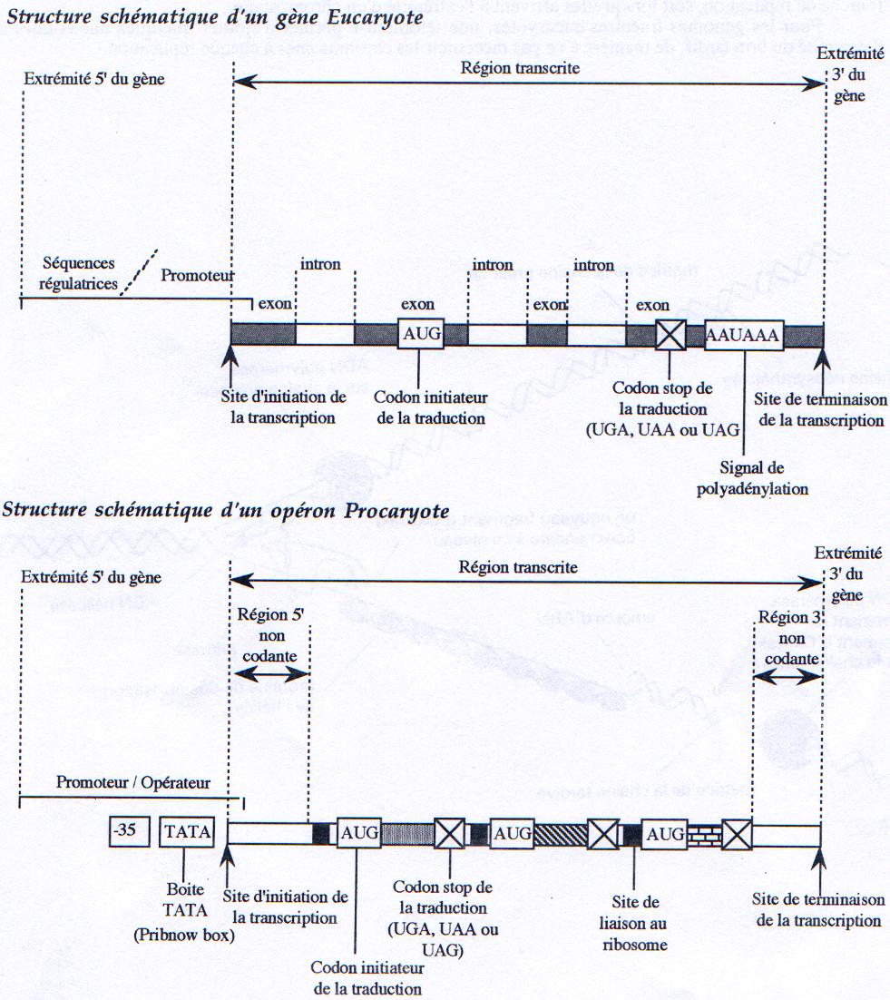 Structure schématique d'un gène Eucaryote
Extrémité 5' du gène
Région transcrite
Extrémité
3' du
gène
Séquences
régulatrices
Promoteur
intron
intron
intron
exon
exon
exon
exon
AUG
AAUAAA
Site d'initiation de
la transcription
Codon initiateur
de la traduction
Codon stop de
la traduction
(UGA, UAA ou UAG
Site de terminaison
de la transcription
Signal de
polyadénylation
Structure schématique d'un opéron Procaryote
Extrémité 5' du gène
Région transcrite
Extrémité
3' du
gène
Région 5'
non
codante
Région 3'
non
codante
Promoteur / Opérateur
-35
TATA
AUG
AUG
AUG
Boite
TATA
(Pribnow box)
Site d'initiation de
la transcription
Codon initiateur
de la traduction
Codon stop de
la traduction
(UGA, UAA ou
UAG)
Site de
liaison au
ribosome
Site de terminaison
de la transcription